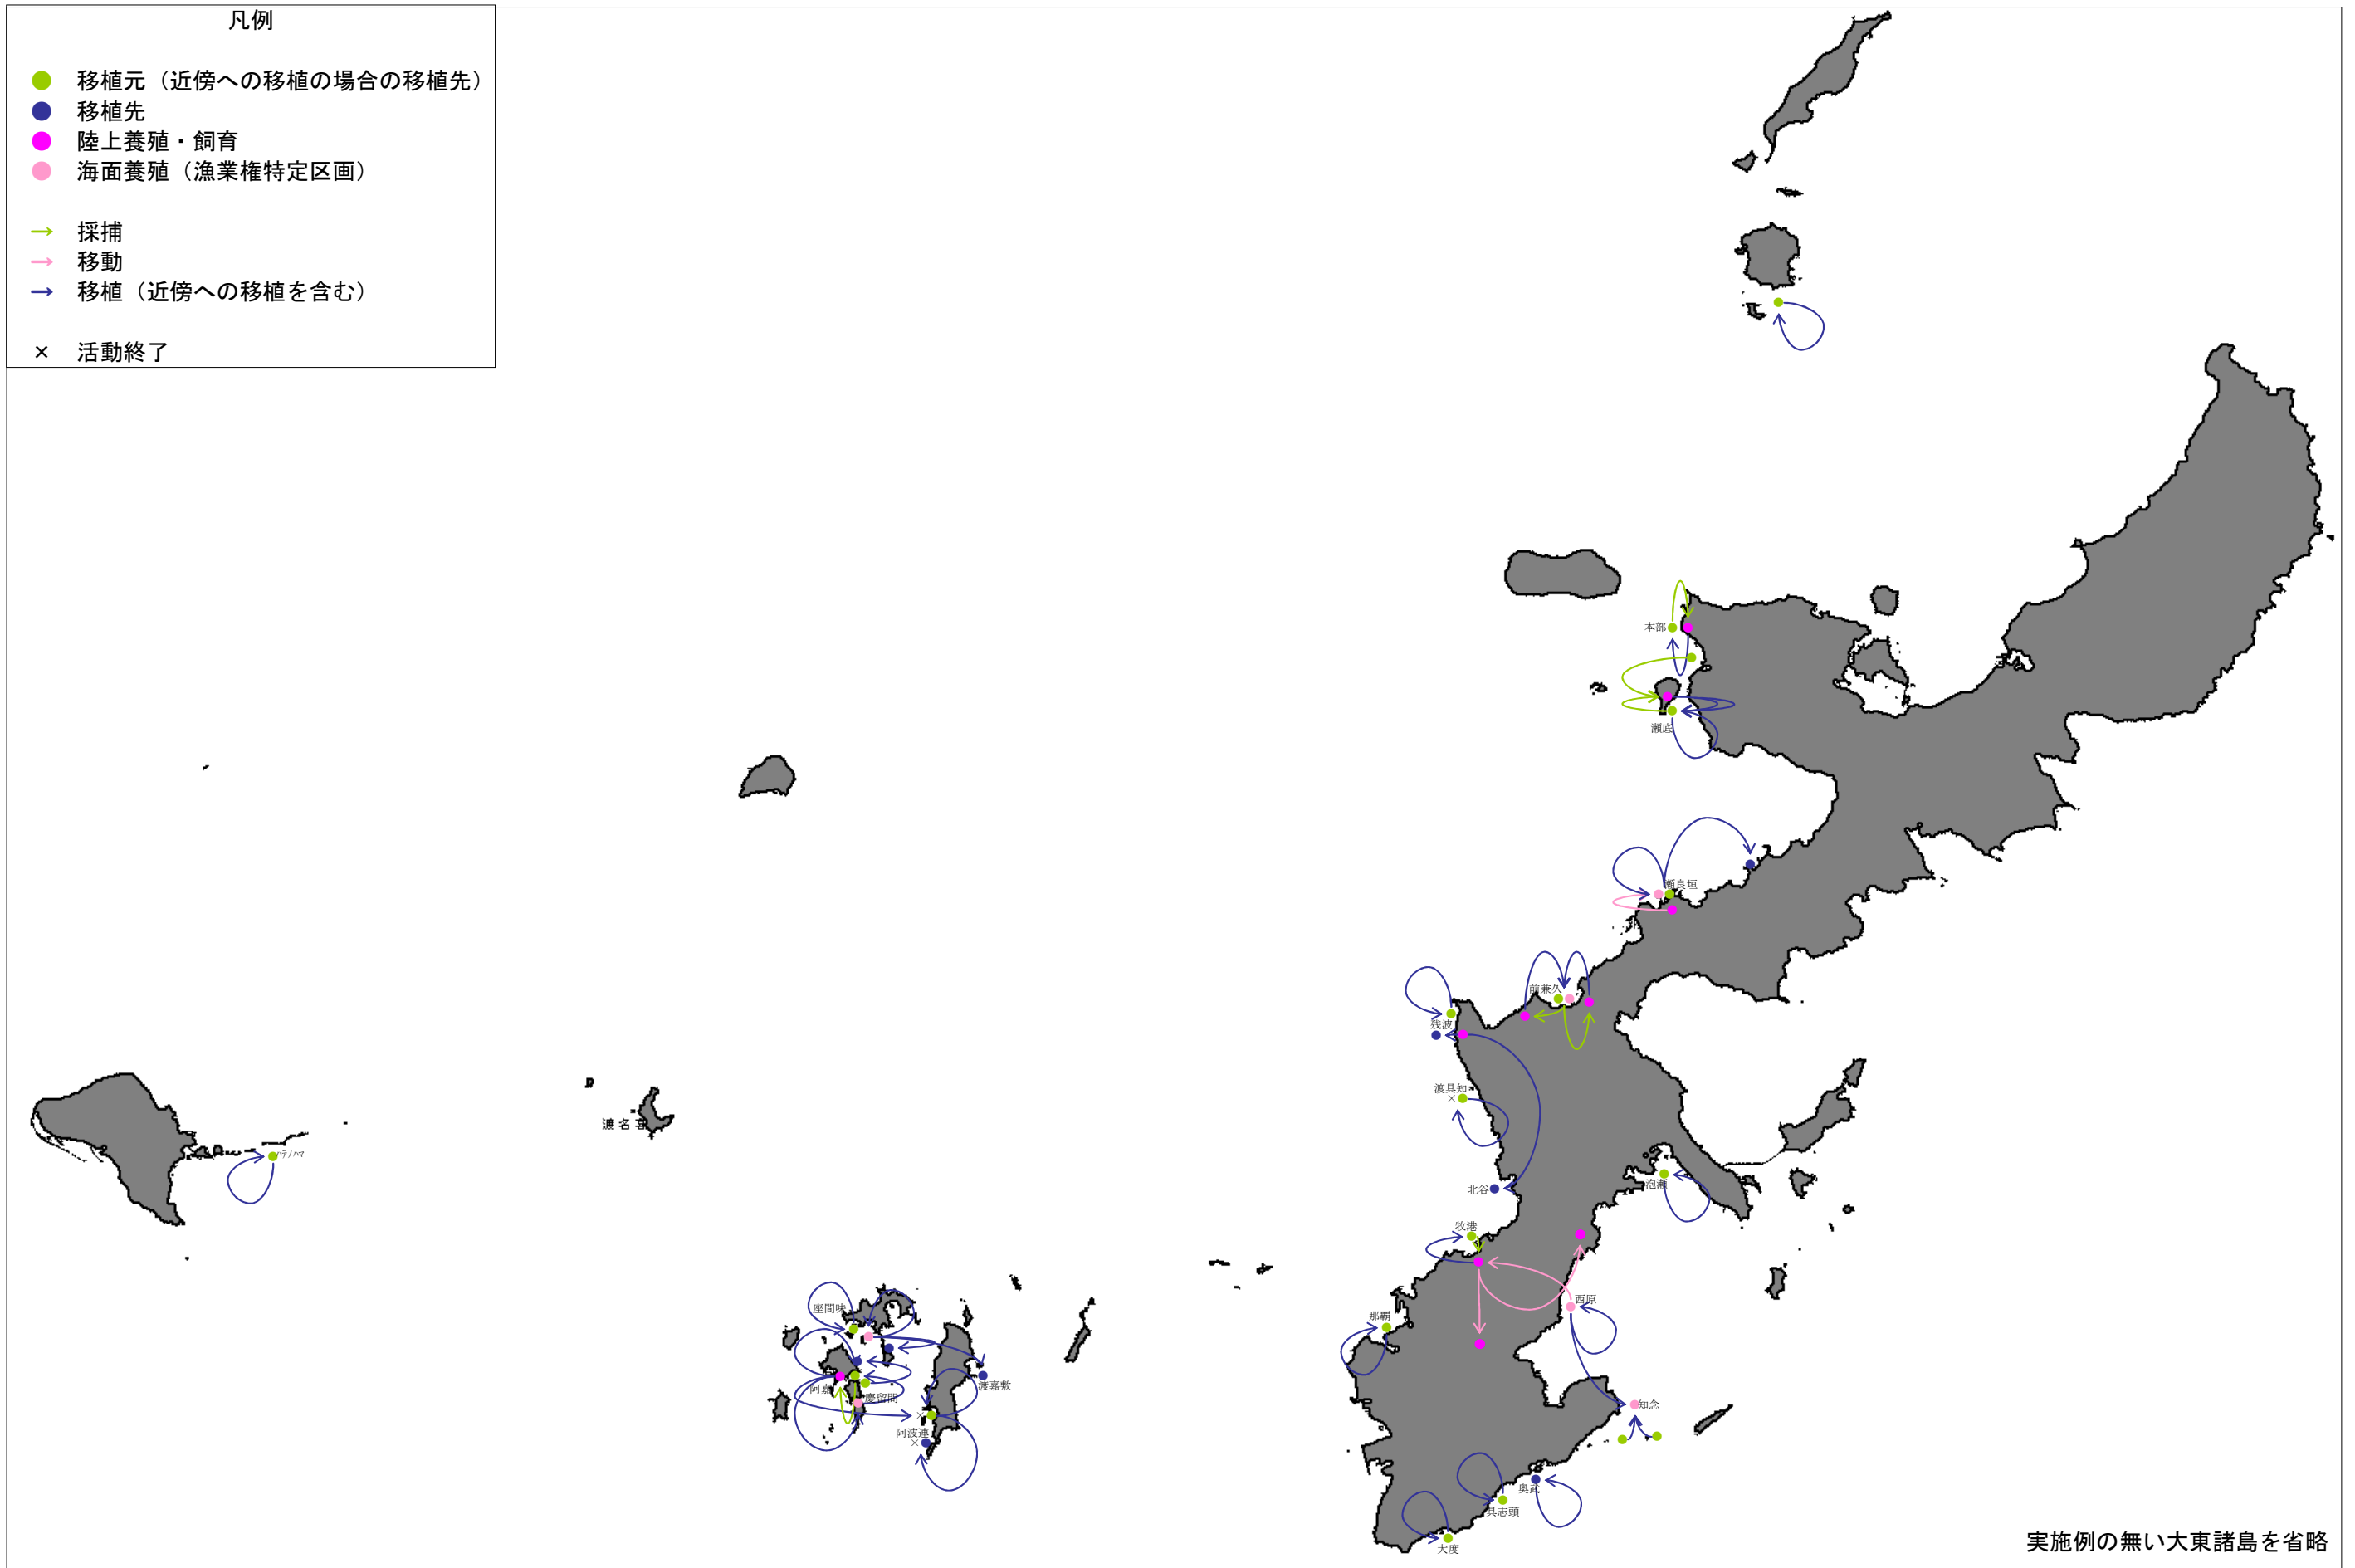 凡例
移植元（近傍への移植の場合の移植先）
移植先
陸上養殖・飼育
海面養殖（漁業権特定区画）
採捕
移動
移植（近傍への移植を含む）
× 活動終了
本部
瀬底
瀬良垣
前兼久
残波
渡具知
×
渡名喜
ハテノハマ
泡瀬
北谷
牧港
西原
座間味
那覇
阿嘉
慶留間
渡嘉敷
×
阿波連
×
知念
奥武
具志頭
大度
実施例の無い大東諸島を省略